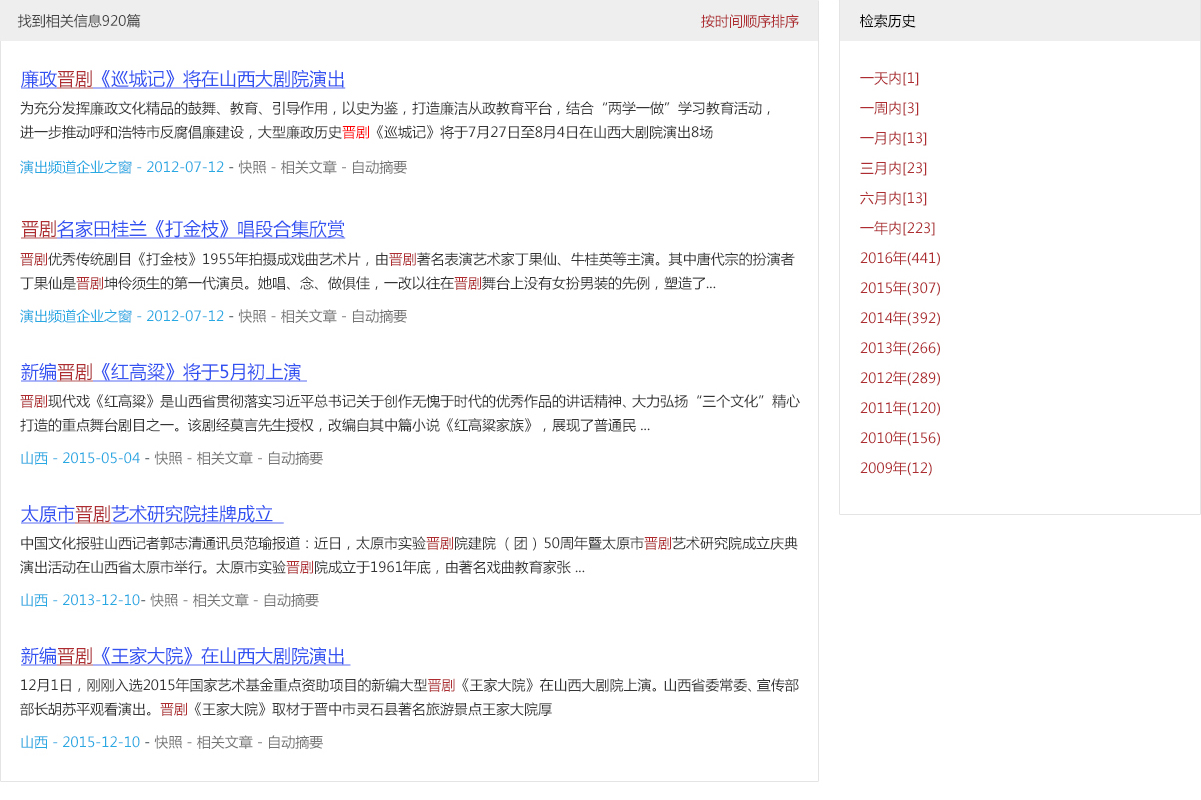 找到相关信息920篇
按时间顺序排序
廉政晋剧《巡城记》将在山西大剧院演出
为充分发挥廉政文化精品的鼓舞、教育、引导作用，以史为鉴，打造廉洁从政教育平台，结合“两学一做”学习教育活动，
进一步推动呼和浩特市反腐倡廉建设，大型廉政历史晋剧《巡城记》将于7月27日至8月4日在山西大剧院演出8场
演出频道企业之窗 - 2012-07-12 - 快照 - 相关文章 - 自动摘要
晋剧名家田桂兰《打金枝》唱段合集欣赏
晋剧优秀传统剧目《打金枝》1955年拍摄成戏曲艺术片，由晋剧著名表演艺术家丁果仙、牛桂英等主演。其中唐代宗的扮演者
丁果仙是晋剧坤伶须生的第一代演员。她唱、念、做俱佳，一改以往在晋剧舞台上没有女扮男装的先例，塑造了...
演出频道企业之窗 - 2012-07-12 - 快照 - 相关文章 - 自动摘要
新编晋剧《红高粱》将于5月初上演
晋剧现代戏《红高粱》是山西省贯彻落实习近平总书记关于创作无愧于时代的优秀作品的讲话精神、大力弘扬“三个文化”精心
打造的重点舞台剧目之一。该剧经莫言先生授权，改编自其中篇小说《红高粱家族》，展现了普通民 ...
山西 - 2015-05-04 - 快照 - 相关文章 - 自动摘要
太原市晋剧艺术研究院挂牌成立
中国文化报驻山西记者郭志清通讯员范瑜报道：近日，太原市实验晋剧院建院（团）50周年暨太原市晋剧艺术研究院成立庆典
演出活动在山西省太原市举行。太原市实验晋剧院成立于1961年底，由著名戏曲教育家张 ...
山西 - 2013-12-10- 快照 - 相关文章 - 自动摘要
新编晋剧《王家大院》在山西大剧院演出
12月1日，刚刚入选2015年国家艺术基金重点资助项目的新编大型晋剧《王家大院》在山西大剧院上演。山西省委常委、宣传部
部长胡苏平观看演出。晋剧《王家大院》取材于晋中市灵石县著名旅游景点王家大院厚
山西 - 2015-12-10 - 快照 - 相关文章 - 自动摘要
检索历史
一天内[1]
一周内[3]
一月内[13]
三月内[23]
六月内[13]
一年内[223]
2016年(441)
2015年(307)
2014年(392)
2013年(266)
2012年(289)
2011年(120)
2010年(156)
2009年(12)